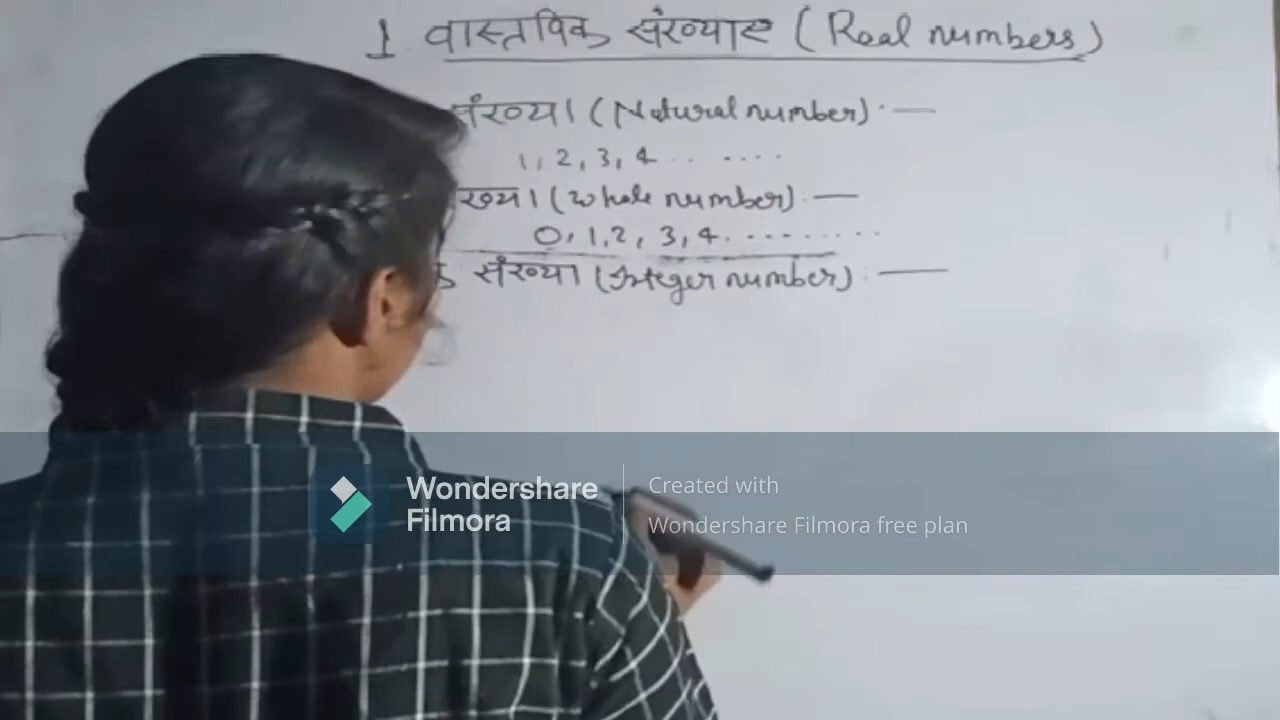 1. वास्तविक संख्याए (Real numbers)
संख्या (Natural number) :—
1, 2, 3, 4 .........
ख्या (whole number) :—
0, 1, 2, 3, 4 .........
क संख्या (Integer number) :—
Wondershare
Filmora
Created with
Wondershare Filmora free plan